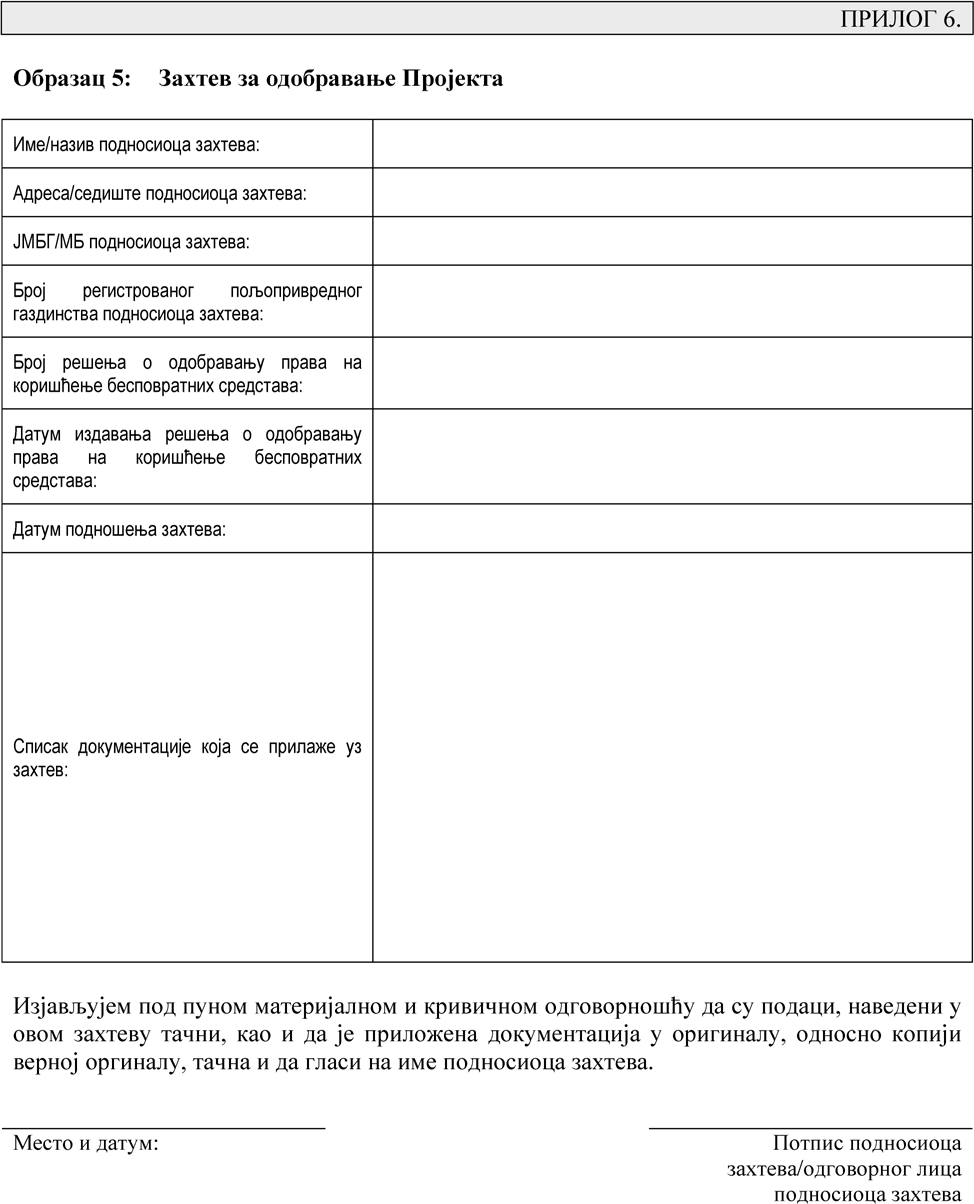 ПРИЛОГ 6.
Образац 5: Захтев за одобравање Пројекта
Име/назив подносиоца захтева:
Адреса/седиште подносиоца захтева:
ЈМБГ/МБ подносиоца захтева:
Број регистрованог пољопривредног
газдинства подносиоца захтева:
Број решења о одобравању права на
коришћење бесповратних средстава:
Датум издавања решења о одобравању
права на коришћење бесповратних
средстава:
Датум подношења захтева:
Списак документације која се прилаже уз
захтев:
Изјављујем под пуном материјалном и кривичном одговорношћу да су подаци, наведени у
овом захтеву тачни, као и да је приложена документација у оригиналу, односно копији
верној оргиналу, тачна и да гласи на име подносиоца захтева.
Место и датум:
Потпис подносиоца
захтева/одговорног лица
подносиоца захтева